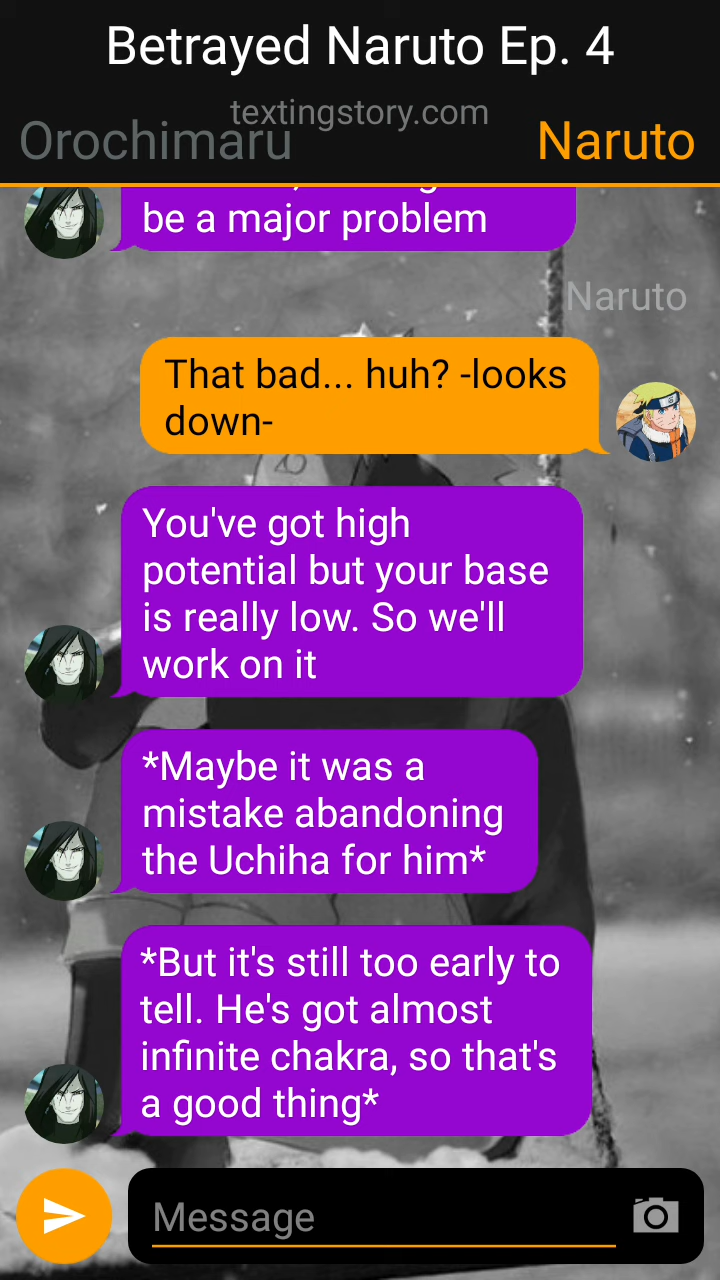 Betrayed Naruto Ep. 4
textingstory.com
Orochimaru
Naruto
be a major problem
Naruto
That bad... huh? -looks
down-
You've got high
potential but your base
is really low. So we'll
work on it
*Maybe it was a
mistake abandoning
the Uchiha for him*
*But it's still too early to
tell. He's got almost
infinite chakra, so that's
a good thing*
Message